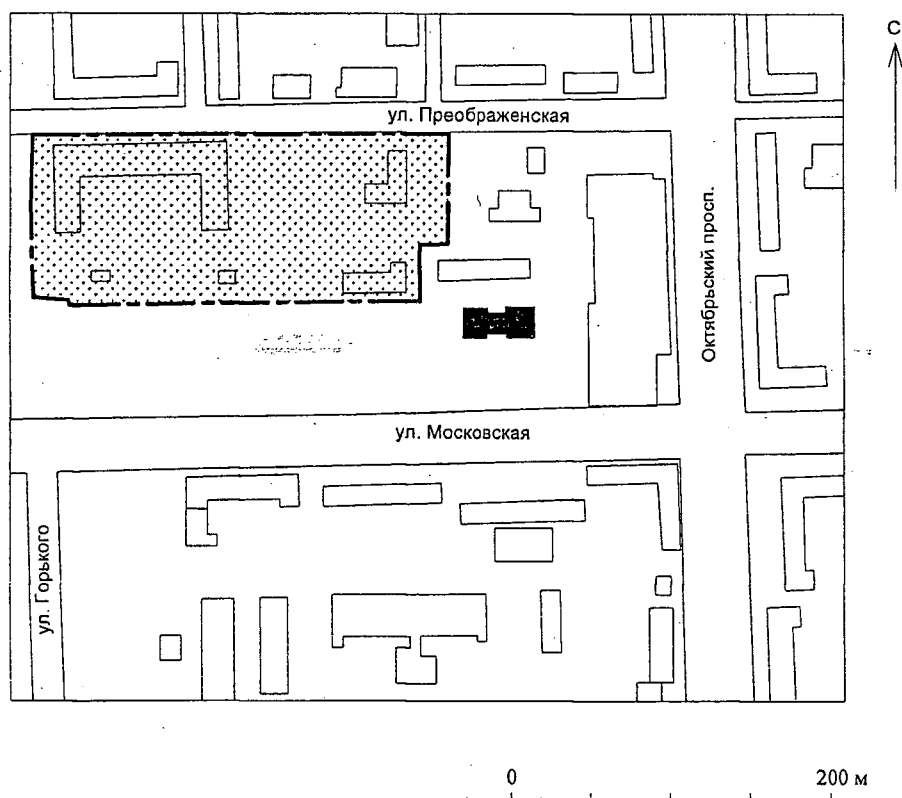 С
ул. Преображенская
Октябрьский просп.
ул. Московская
ул. Горького
0 200 м